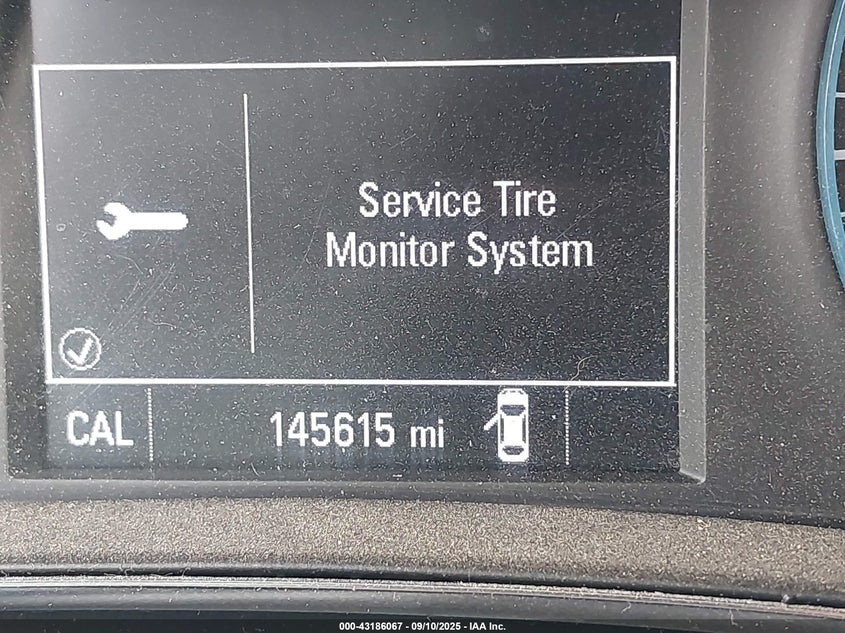 Service Tire
Monitor System
CAL 145615 mi
000-43186067 - 09/10/2025 - IAA Inc.